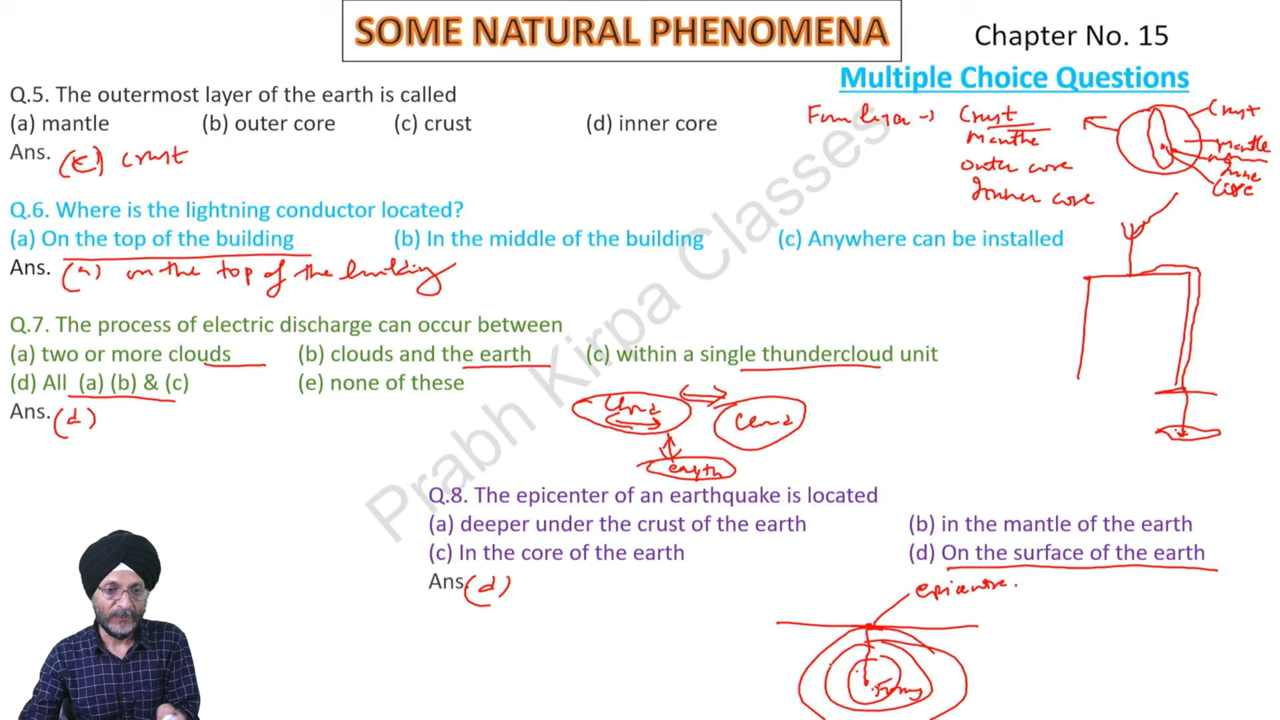 SOME NATURAL PHENOMENA
Chapter No. 15
Multiple Choice Questions
Q.5. The outermost layer of the earth is called
(a) mantle (b) outer core (c) crust (d) inner core
Ans. (c) crust
Crust
Manthe
outer core
Inner core
Crust
mantle
Q.6. Where is the lightning conductor located?
(a) On the top of the building (b) In the middle of the building (c) Anywhere can be installed
Ans. (a) on the top of the building
Q.7. The process of electric discharge can occur between
(a) two or more clouds (b) clouds and the earth (c) within a single thundercloud unit
(d) All (a) (b) & (c) (e) none of these
Ans. (d)
earth
Q.8. The epicenter of an earthquake is located
(a) deeper under the crust of the earth (b) in the mantle of the earth
(c) In the core of the earth (d) On the surface of the earth
Ans. (d)
epicentre.
Prabh Kirpa Classes